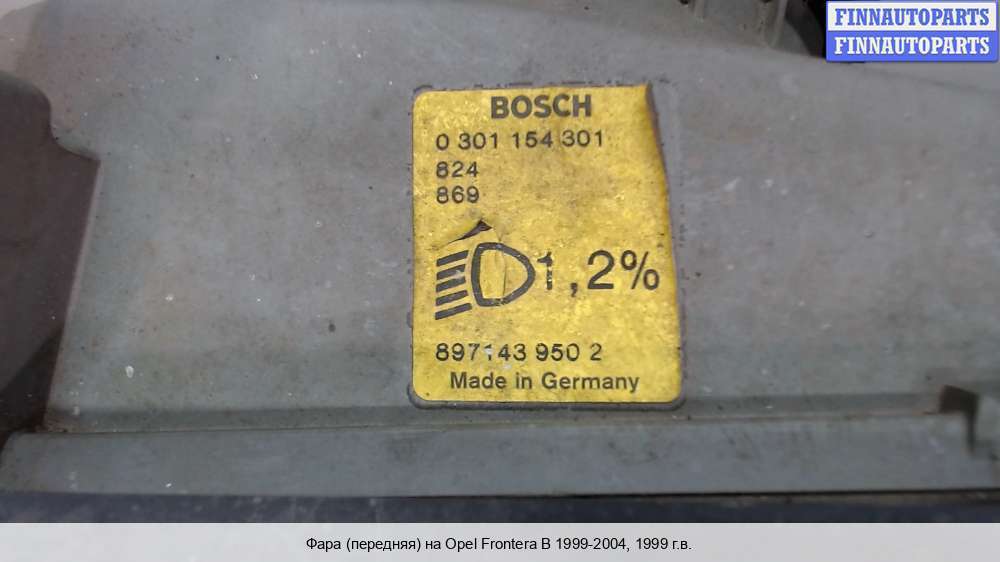 FINNAUTOPARTS
FINNAUTOPARTS
BOSCH
0 301 154 301
824
869
1,2%
897143 950 2
Made in Germany
Фара (передняя) на Opel Frontera B 1999-2004, 1999 г.в.